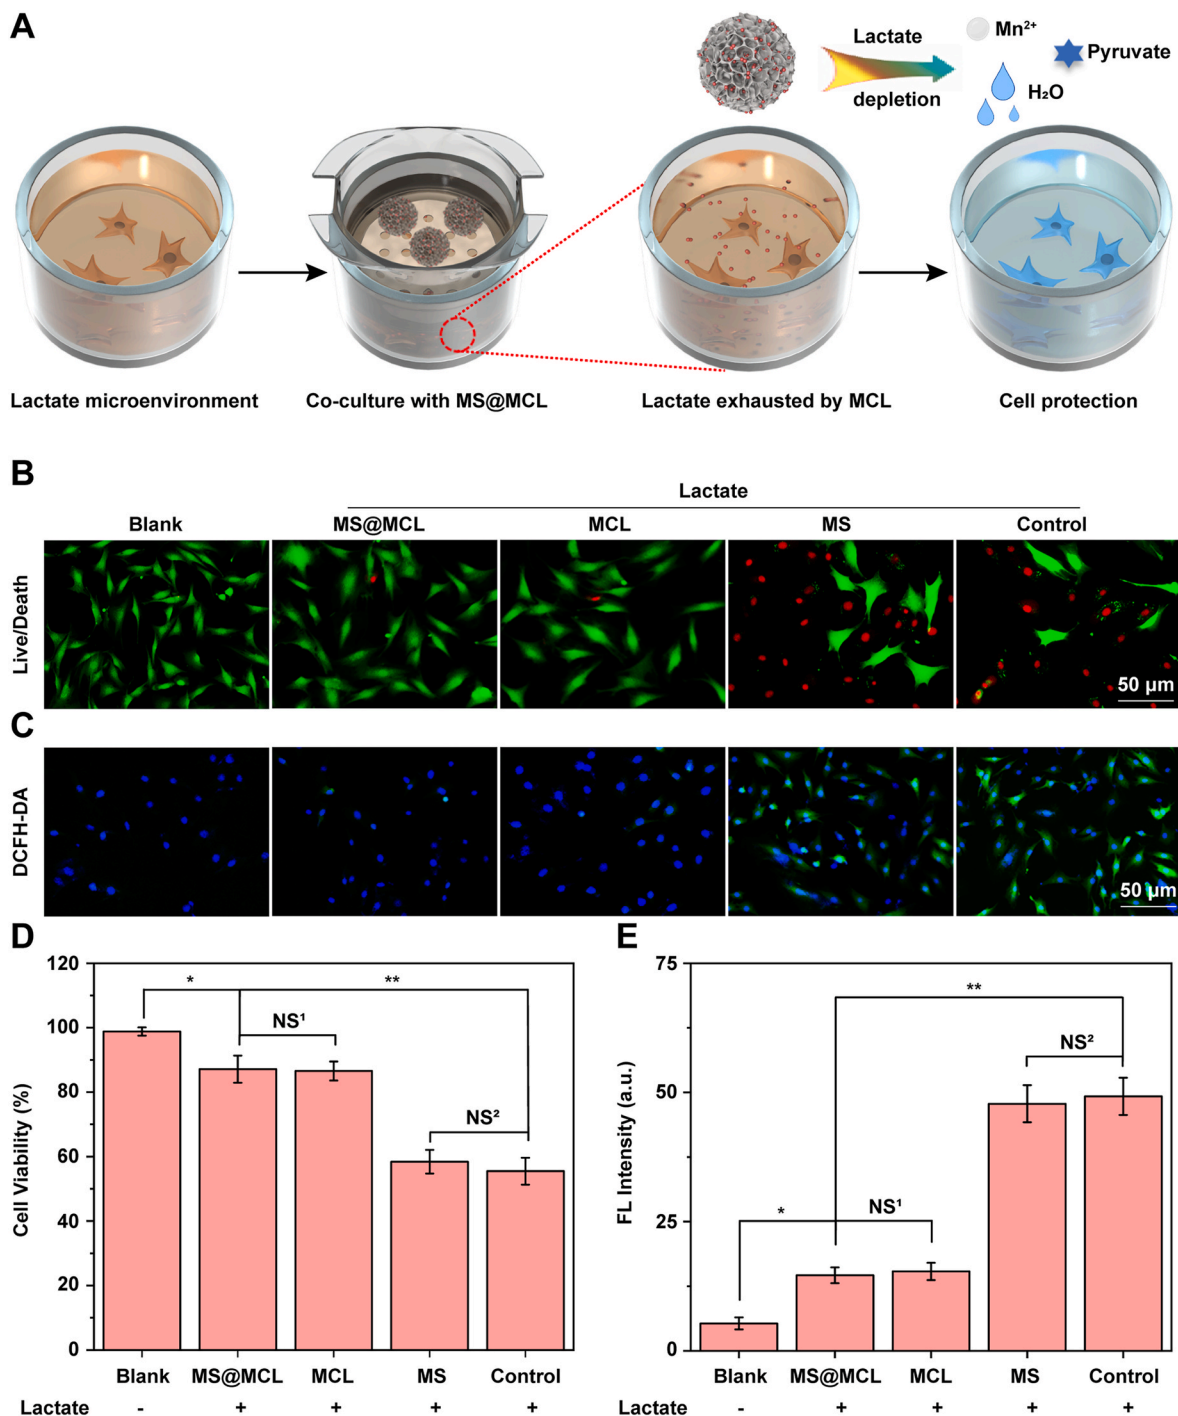 A
Lactate
depletion
Mn²⁺
Pyruvate
H₂O
Lactate microenvironment
Co-culture with MS@MCL
Lactate exhausted by MCL
Cell protection
B
Lactate
Blank
MS@MCL
MCL
MS
Control
Live/Death
50 μm
C
DCFH-DA
50 μm
D
Cell Viability (%)
120
100
80
60
40
20
0
*
**
NS¹
NS²
Blank
MS@MCL
MCL
MS
Control
Lactate - + + + +
E
FL Intensity (a.u.)
75
50
25
0
**
NS²
*
NS¹
Blank
MS@MCL
MCL
MS
Control
Lactate - + + + +